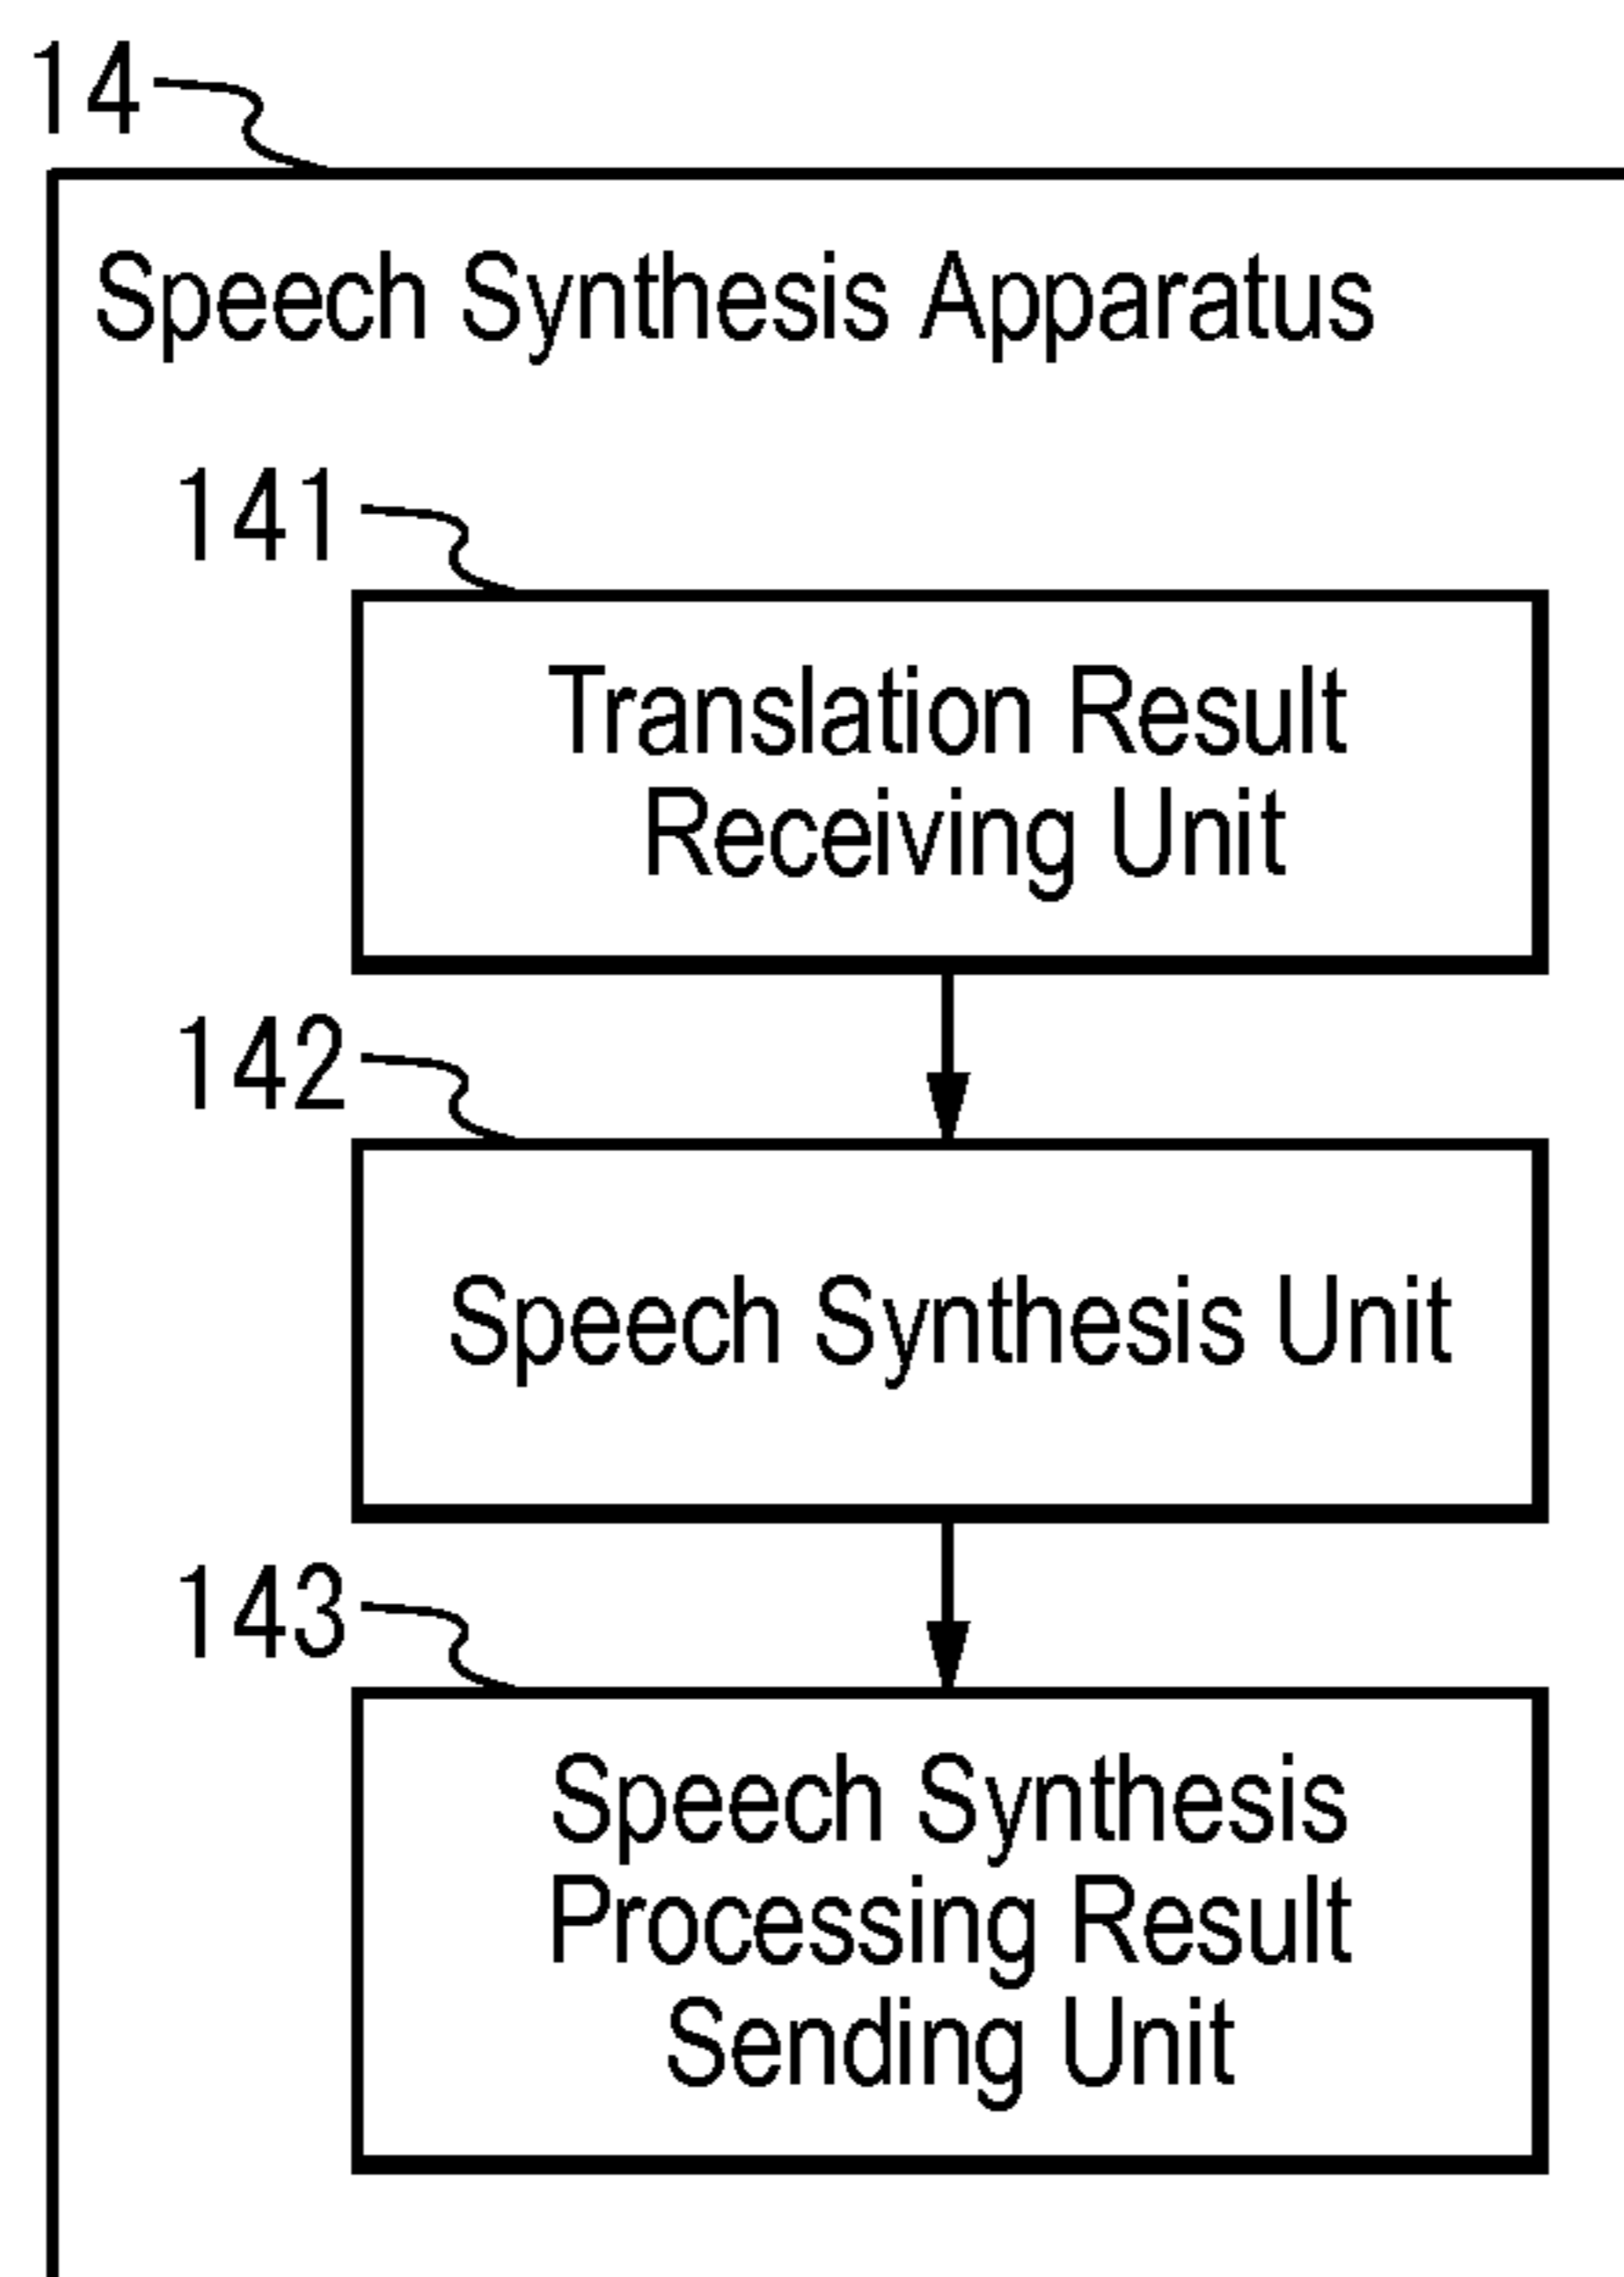 14
Speech Synthesis Apparatus
141
Translation Result
Receiving Unit
142
Speech Synthesis Unit
143
Speech Synthesis
Processing Result
Sending Unit